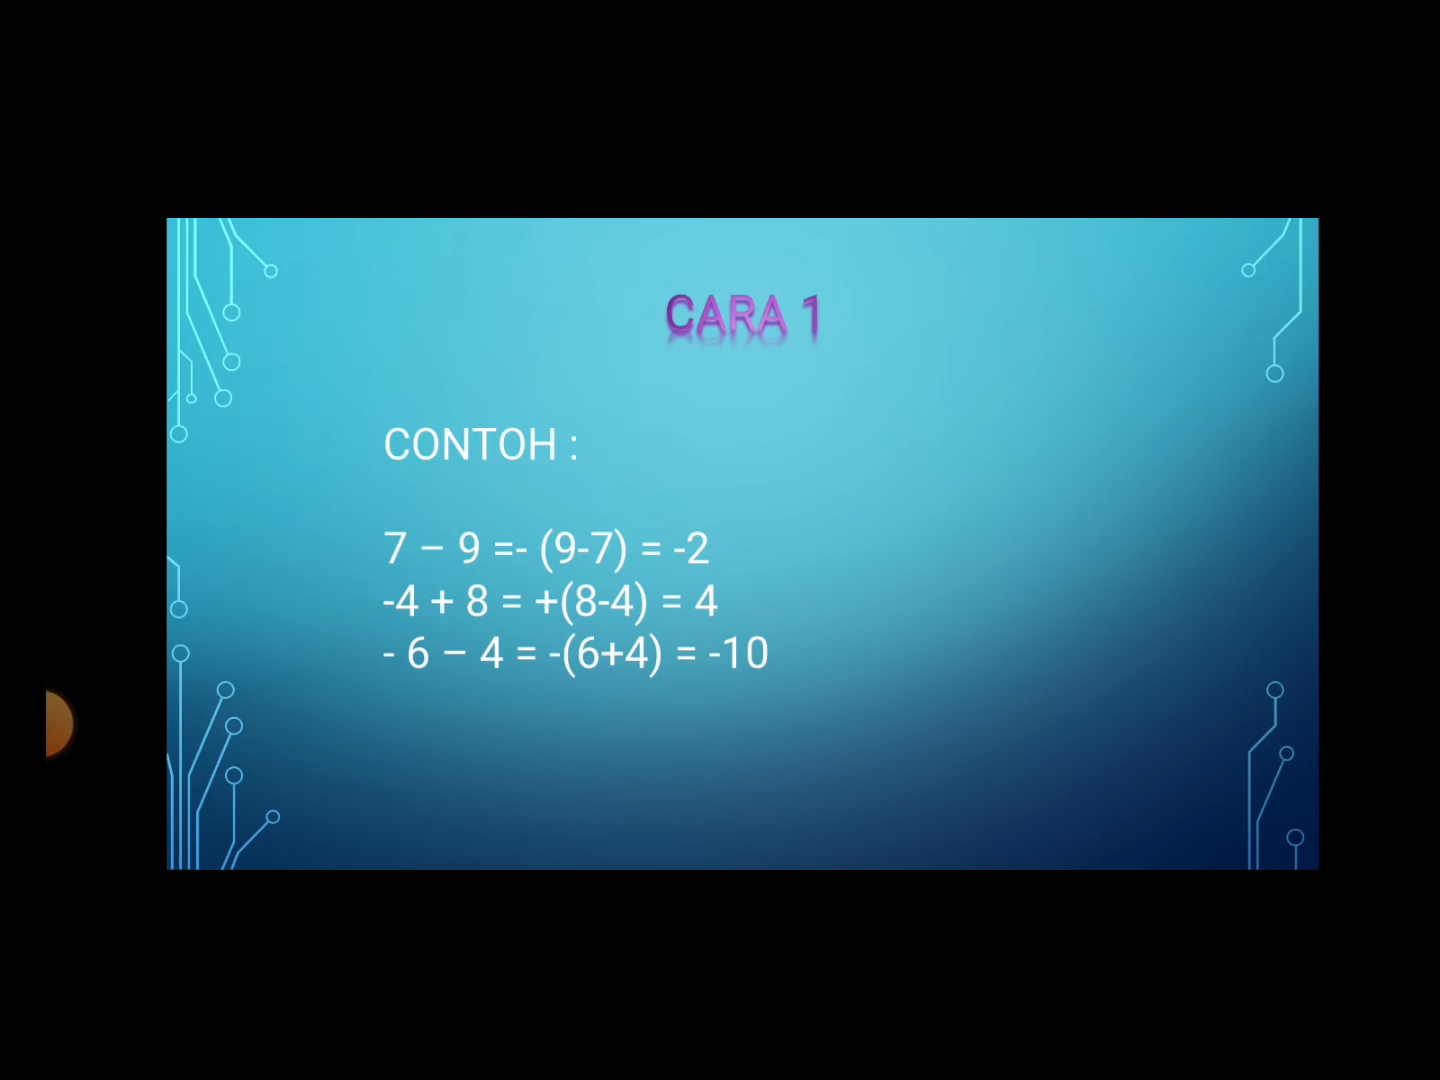 CARA 1
CONTOH :
7 – 9 =- (9-7) = -2
-4 + 8 = +(8-4) = 4
- 6 – 4 = -(6+4) = -10